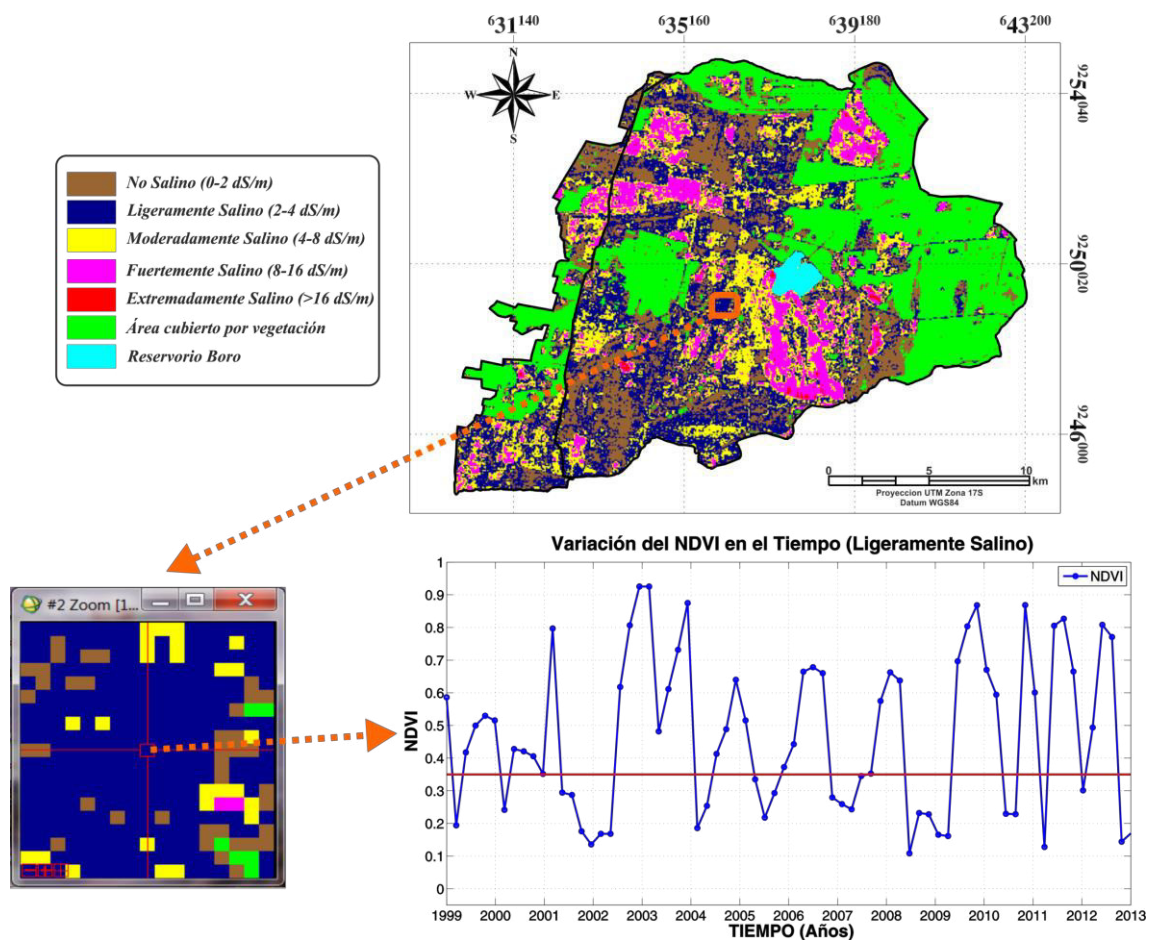 ⁶31¹⁴⁰ ⁶35¹⁶⁰ ⁶39¹⁸⁰ ⁶43²⁰⁰
N
W E
S
⁹²54⁰⁴⁰
⁹²50⁰²⁰
⁹²46⁰⁰⁰
No Salino (0-2 dS/m)
Ligeramente Salino (2-4 dS/m)
Moderadamente Salino (4-8 dS/m)
Fuertemente Salino (8-16 dS/m)
Extremadamente Salino (>16 dS/m)
Área cubierto por vegetación
Reservorio Boro
0 5 10
km
Proyeccion UTM Zona 17S
Datum WGS84
#2 Zoom [1...
Variación del NDVI en el Tiempo (Ligeramente Salino)
NDVI
1
0.9
0.8
0.7
0.6
0.5
0.4
0.3
0.2
0.1
0
NDVI
1999 2000 2001 2002 2003 2004 2005 2006 2007 2008 2009 2010 2011 2012 2013
TIEMPO (Años)